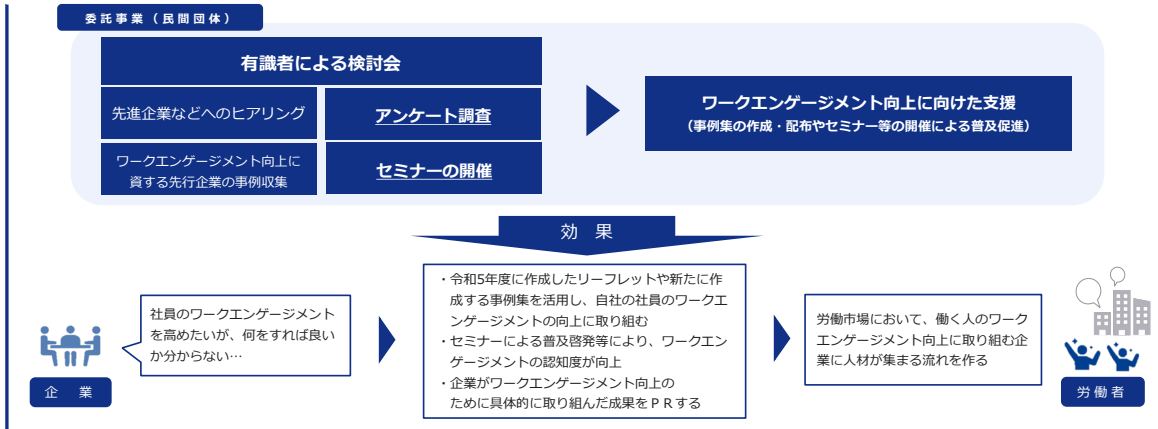 委託事業（民間団体）
有識者による検討会
先進企業などへのヒアリング
アンケート調査
ワークエンゲージメント向上に
資する先行企業の事例収集
セミナーの開催
ワークエンゲージメント向上に向けた支援
（事例集の作成・配布やセミナー等の開催による普及促進）
効　果
社員のワークエンゲージメント
を高めたいが、何をすれば良い
か分からない…
企　業
・令和5年度に作成したリーフレットや新たに作
成する事例集を活用し、自社の社員のワークエ
ンゲージメントの向上に取り組む
・セミナーによる普及啓発等により、ワークエン
ゲージメントの認知度が向上
・企業がワークエンゲージメント向上の
ために具体的に取り組んだ成果をＰＲする
労働市場において、働く人のワーク
エンゲージメント向上に取り組む企
業に人材が集まる流れを作る
労働者